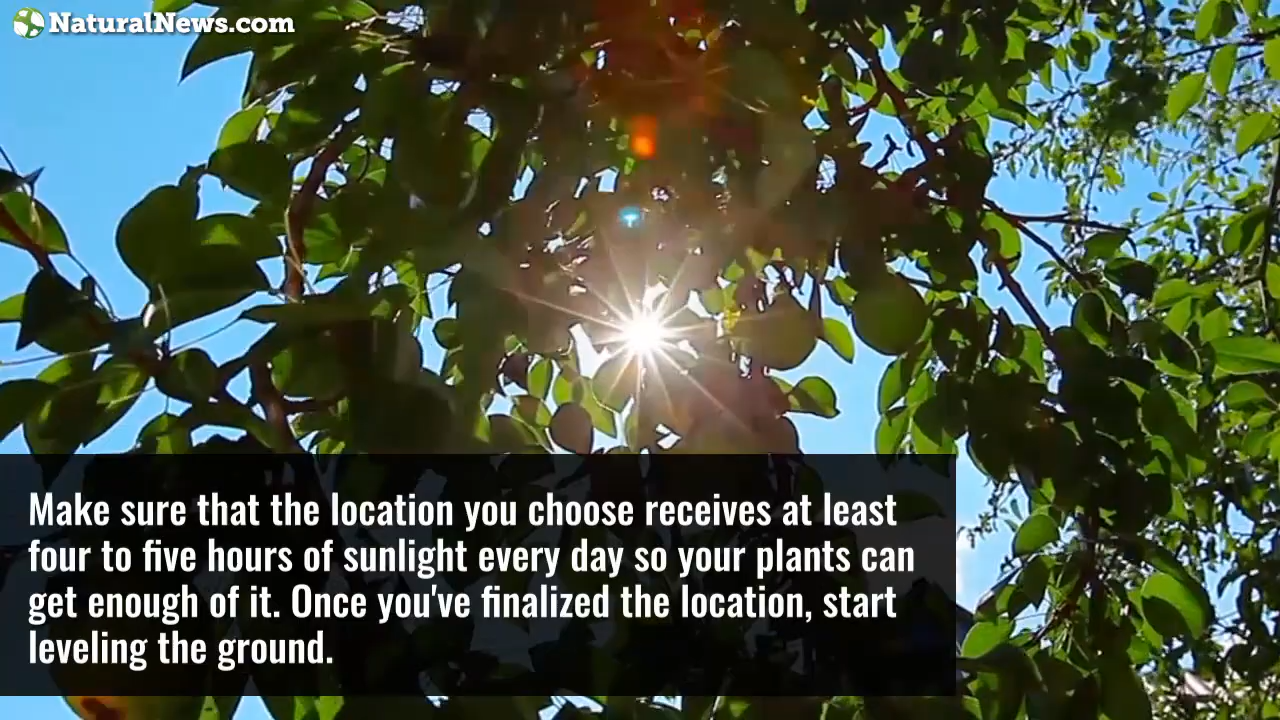 NaturalNews.com
Make sure that the location you choose receives at least
four to five hours of sunlight every day so your plants can
get enough of it. Once you've finalized the location, start
leveling the ground.